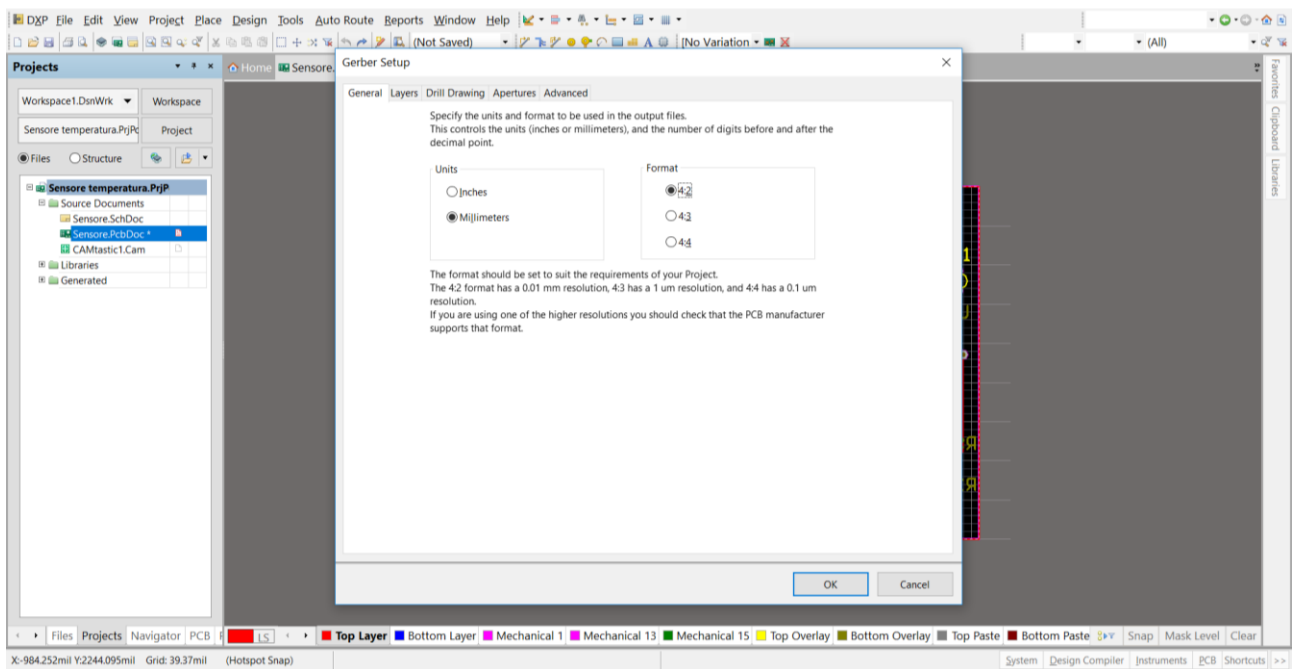 DXP File Edit View Project Place Design Tools Auto Route Reports Window Help
(Not Saved) [No Variation (All)
Projects
Home Sensore.
Gerber Setup
Workspace1.DsnWrk Workspace
Sensore temperatura.PrjPc Project
Files Structure
Sensore temperatura.PrjP
Source Documents
Sensore.SchDoc
Sensore.PcbDoc *
CAMtastic1.Cam
Libraries
Generated
General Layers Drill Drawing Apertures Advanced
Specify the units and format to be used in the output files.
This controls the units (inches or millimeters), and the number of digits before and after the
decimal point.
Units
Inches
Millimeters
Format
4:2
4:3
4:4
The format should be set to suit the requirements of your Project.
The 4:2 format has a 0.01 mm resolution, 4:3 has a 1 um resolution, and 4:4 has a 0.1 um
resolution.
If you are using one of the higher resolutions you should check that the PCB manufacturer
supports that format.
OK Cancel
Favorites
Clipboard
Libraries
Files Projects Navigator PCB LS Top Layer Bottom Layer Mechanical 1 Mechanical 13 Mechanical 15 Top Overlay Bottom Overlay Top Paste Bottom Paste Snap Mask Level Clear
X:-984.252mil Y:2244.095mil Grid: 39.37mil (Hotspot Snap) System Design Compiler Instruments PCB Shortcuts >>